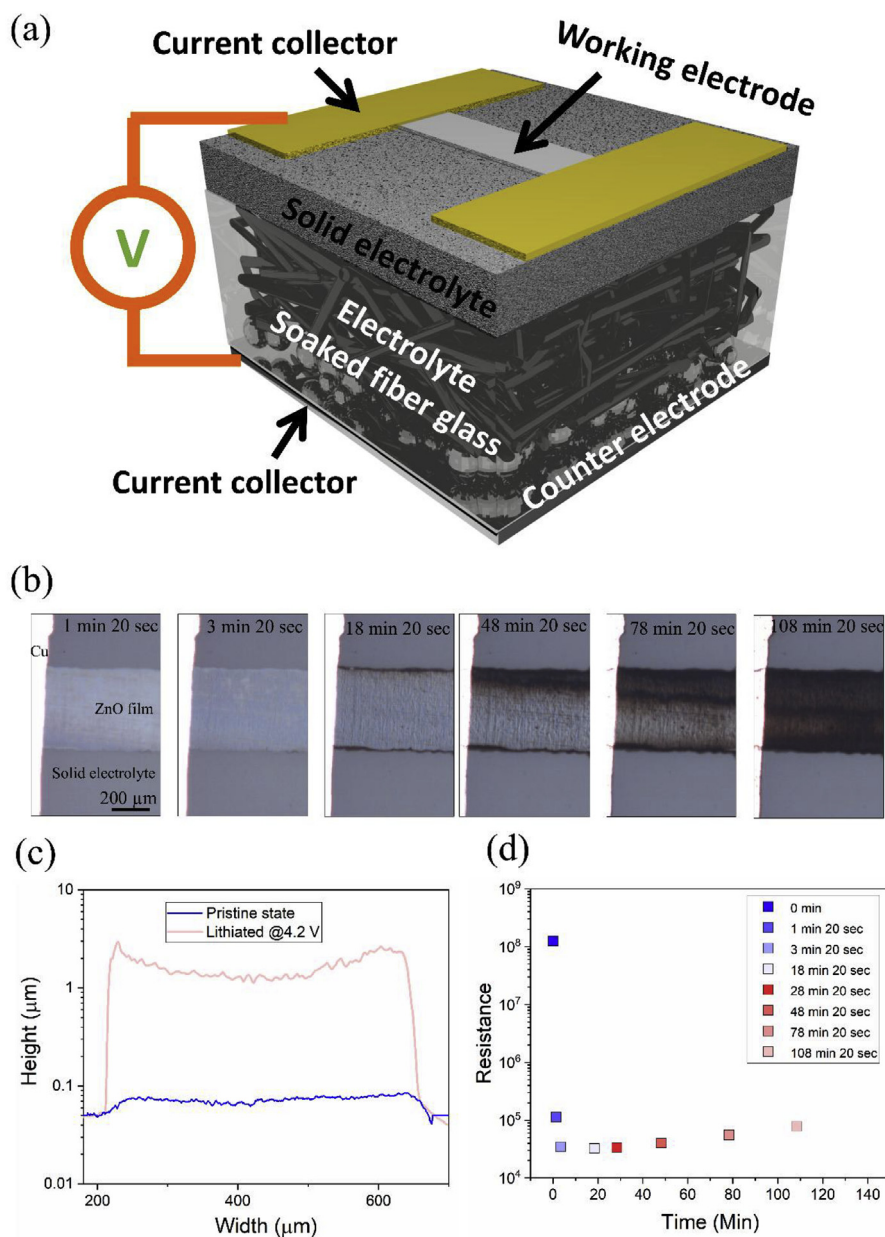 (a)
Current collector
Working electrode
V
Solid electrolyte
Electrolyte
Soaked fiber glass
Counter electrode
Current collector
(b)
1 min 20 sec
3 min 20 sec
18 min 20 sec
48 min 20 sec
78 min 20 sec
108 min 20 sec
Cu
ZnO film
Solid electrolyte
200 µm
(c)
Height (µm)
10
1
0.1
0.01
Pristine state
Lithiated @4.2 V
200
400
600
Width (µm)
(d)
Resistance
10⁹
10⁸
10⁷
10⁶
10⁵
10⁴
0 min
1 min 20 sec
3 min 20 sec
18 min 20 sec
28 min 20 sec
48 min 20 sec
78 min 20 sec
108 min 20 sec
0
20
40
60
80
100
120
140
Time (Min)